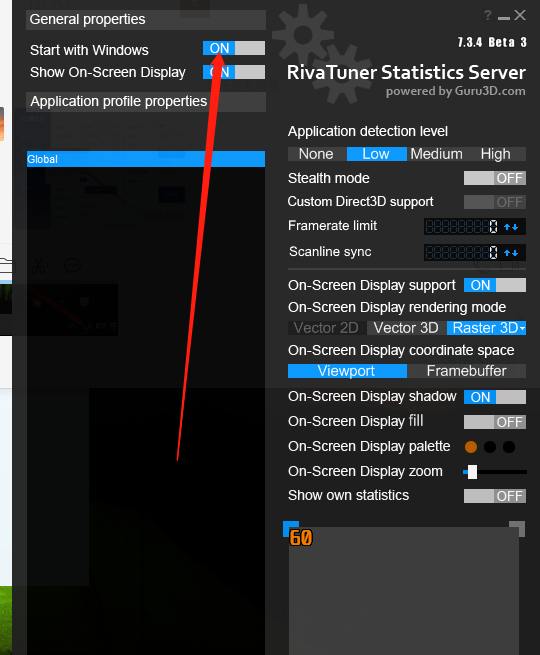 General properties
Start with Windows ON
Show On-Screen Display ON
Application profile properties
Global
?
7.3.4 Beta 3
RivaTuner Statistics Server
powered by Guru3D.com
Application detection level
None Low Medium High
Stealth mode OFF
Custom Direct3D support OFF
Framerate limit 0
Scanline sync 0
On-Screen Display support ON
On-Screen Display rendering mode
Vector 2D Vector 3D Raster 3D
On-Screen Display coordinate space
Viewport Framebuffer
On-Screen Display shadow ON
On-Screen Display fill OFF
On-Screen Display palette
On-Screen Display zoom
Show own statistics OFF
60